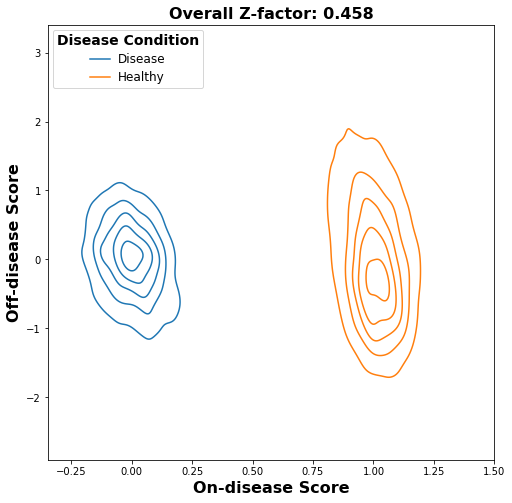 Overall Z-factor: 0.458
Disease Condition
Disease
Healthy
Off-disease Score
3
2
1
0
−1
−2
−0.25
0.00
0.25
0.50
0.75
1.00
1.25
1.50
On-disease Score